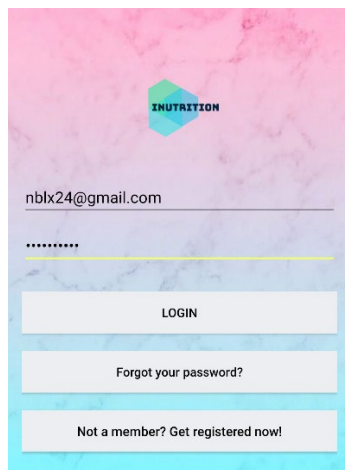 INUTRITION
nblx24@gmail.com
••••••••••
LOGIN
Forgot your password?
Not a member? Get registered now!